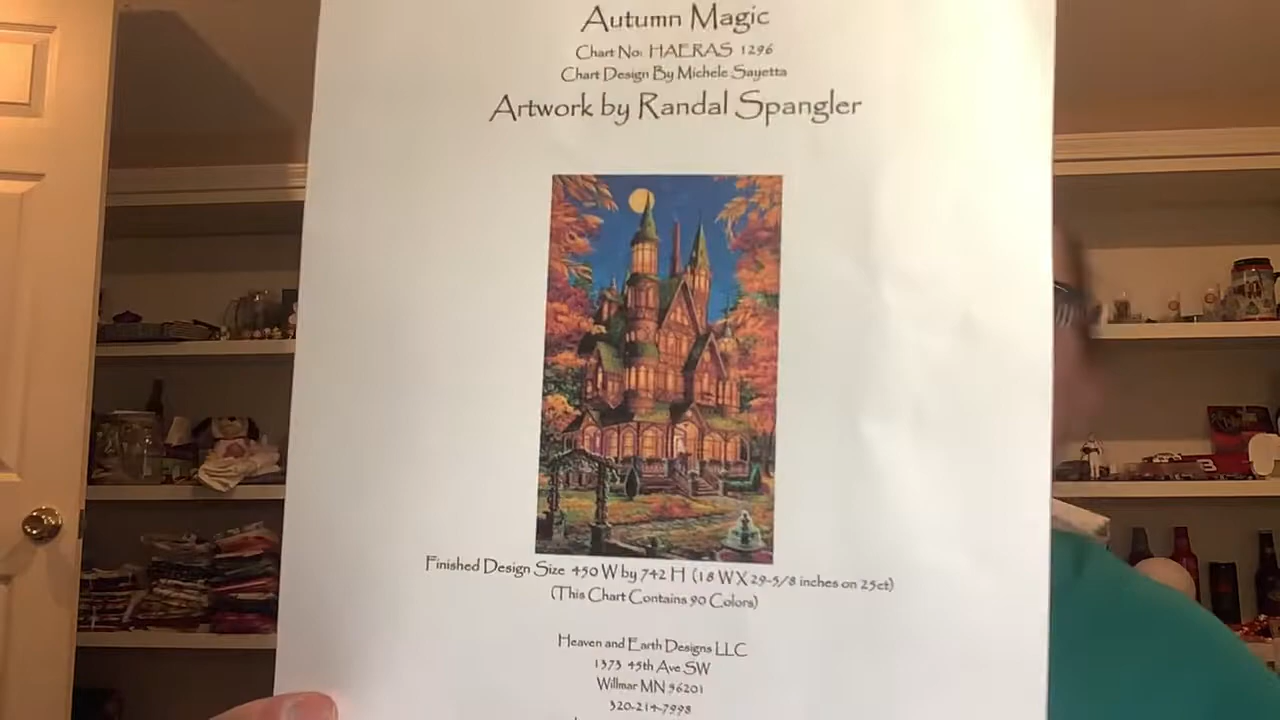 Autumn Magic
Chart No: HAERAS 1296
Chart Design By Michele Sayetta
Artwork by Randal Spangler
Finished Design Size 450 W by 742 H (18 W X 29-5/8 inches on 25ct)
(This Chart Contains 90 Colors)
Heaven and Earth Designs LLC
1373 45th Ave SW
Willmar MN 56201
320-214-7998